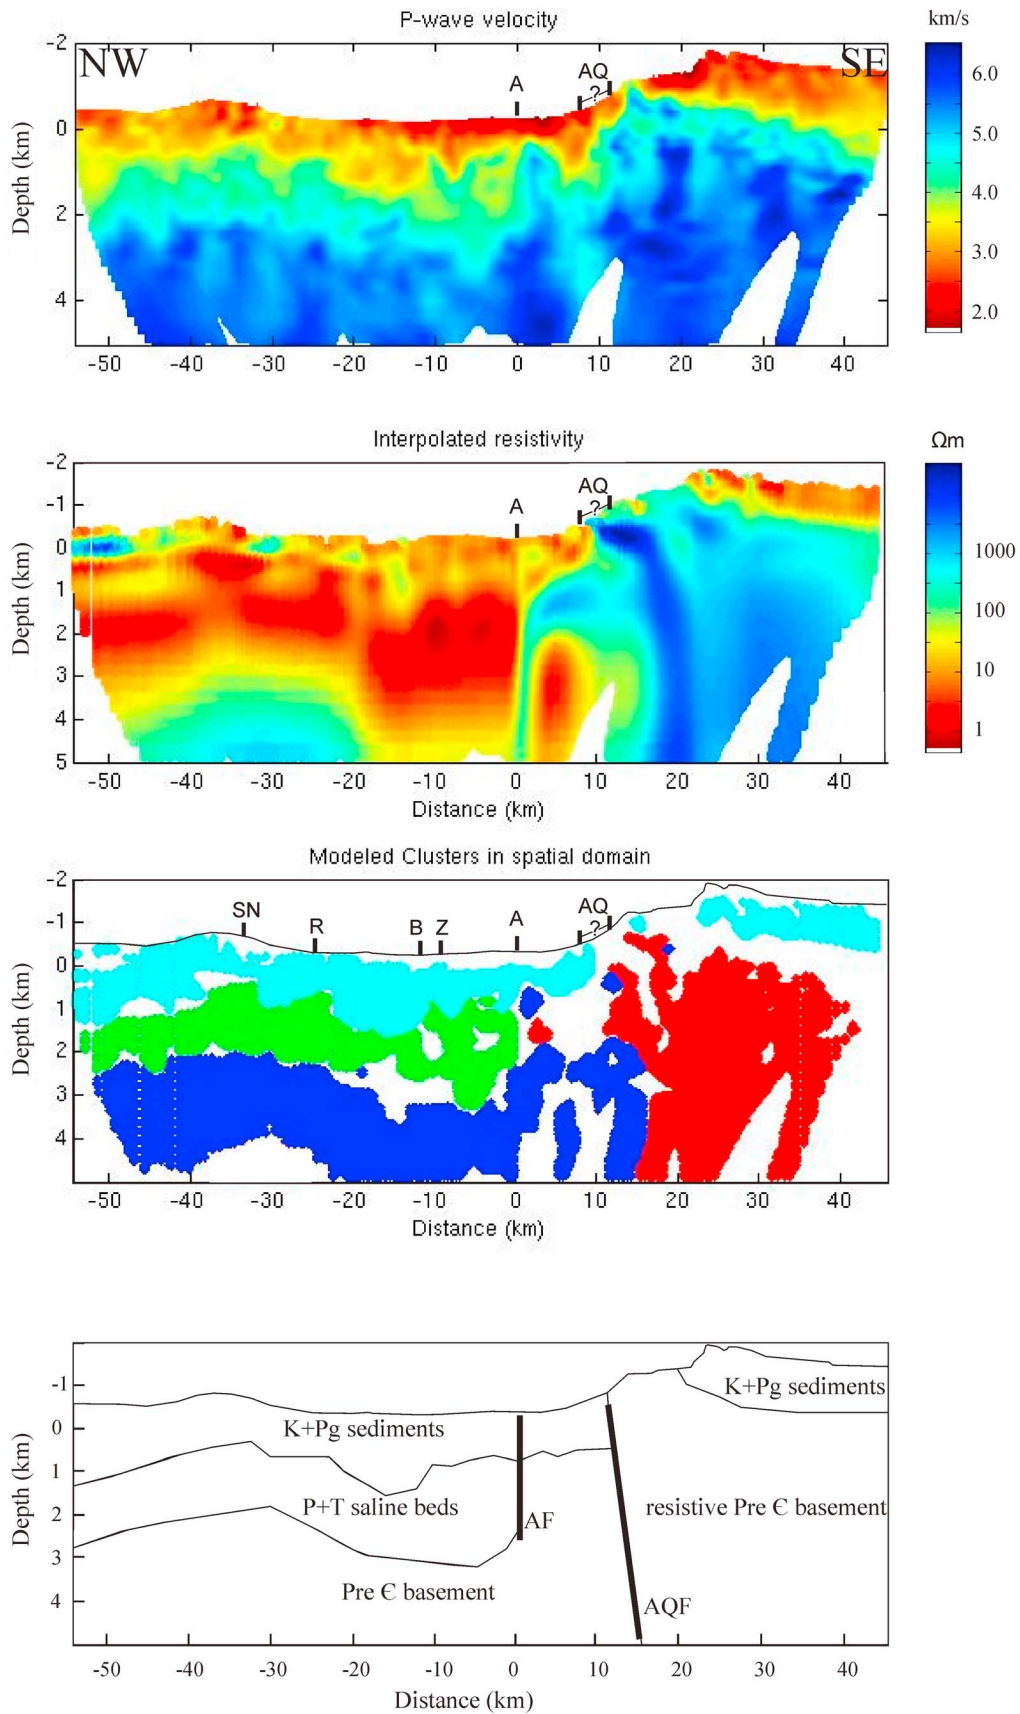 P-wave velocity
km/s
NW
SE
A
AQ
?
Depth (km)
-2
0
2
4
-50
-40
-30
-20
-10
0
10
20
30
40
6.0
5.0
4.0
3.0
2.0
Interpolated resistivity
Ωm
A
AQ
?
Depth (km)
-2
-1
0
1
2
3
4
5
-50
-40
-30
-20
-10
0
10
20
30
40
Distance (km)
1000
100
10
1
Modeled Clusters in spatial domain
SN
R
B
Z
A
AQ
?
Depth (km)
-2
-1
0
1
2
3
4
-50
-40
-30
-20
-10
0
10
20
30
40
Distance (km)
Depth (km)
-1
0
1
2
3
4
K+Pg sediments
K+Pg sediments
P+T saline beds
resistive Pre Є basement
AF
Pre Є basement
AQF
-50
-40
-30
-20
-10
0
10
20
30
40
Distance (km)